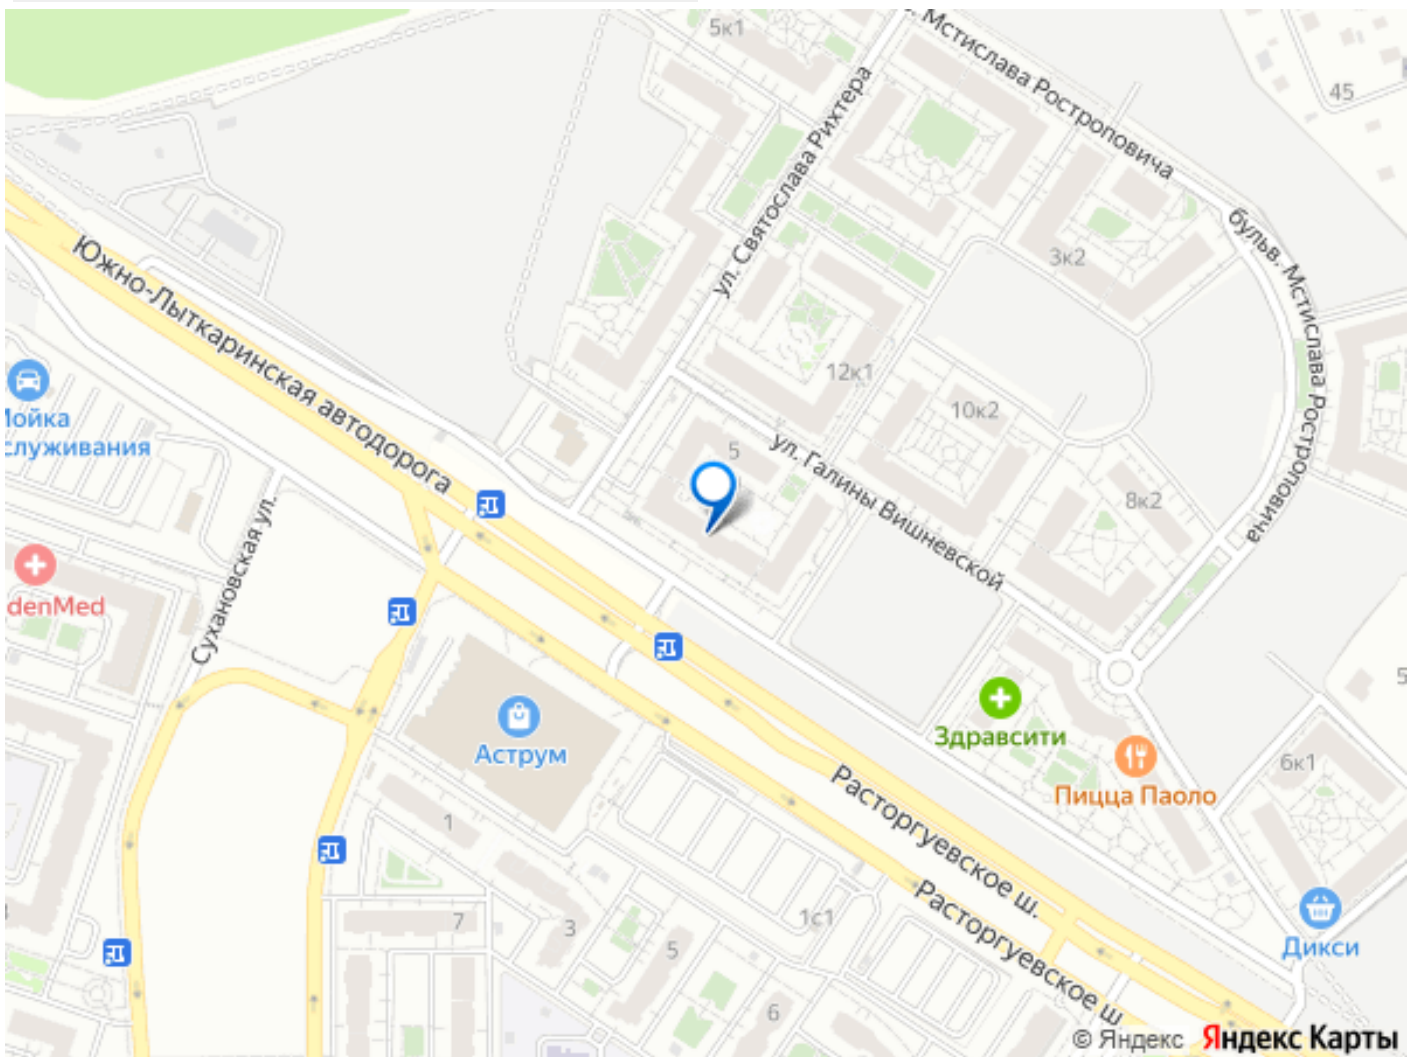 5к1
Мстислава Ростроповича
45
ул. Святослава Рихтера
бульв. Мстислава Ростроповича
3к2
Южно-Лыткаринская автодорога
12к1
10к2
Мойка
служивания
5
ул. Галины Вишневской
8к2
Сухановская ул.
denMed
Здравсити
Аструм
Пицца Паоло
6к1
5
Расторгуевское ш.
1
Расторгуевское ш
7
3
5
1с1
6
Дикси
© Яндекс Яндекс Карты